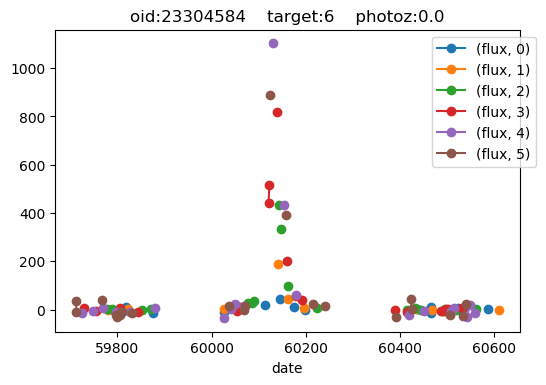 oid:23304584    target:6    photoz:0.0
1000
800
600
400
200
0
59800
60000
60200
60400
60600
date
(flux, 0)
(flux, 1)
(flux, 2)
(flux, 3)
(flux, 4)
(flux, 5)